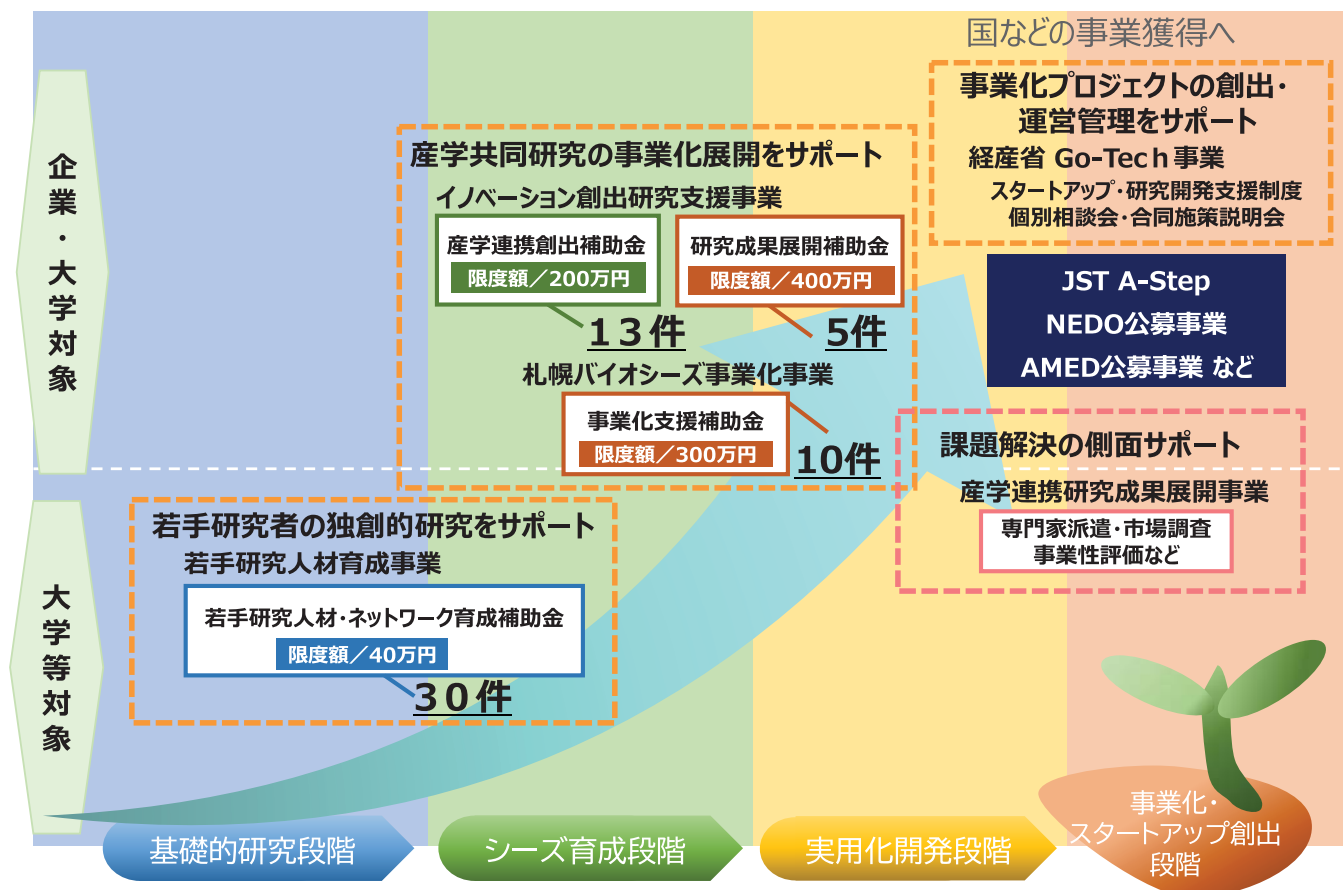 国などの事業獲得へ
事業化プロジェクトの創出・
運営管理をサポート
経産省 Go-Tech事業
スタートアップ・研究開発支援制度
個別相談会・合同施策説明会
企業・大学対象
産学共同研究の事業化展開をサポート
イノベーション創出研究支援事業
産学連携創出補助金
限度額／200万円
13件
研究成果展開補助金
限度額／400万円
5件
札幌バイオシーズ事業化事業
事業化支援補助金
限度額／300万円
10件
JST A-Step
NEDO公募事業
AMED公募事業 など
課題解決の側面サポート
産学連携研究成果展開事業
専門家派遣・市場調査
事業性評価など
大学等対象
若手研究者の独創的研究をサポート
若手研究人材育成事業
若手研究人材・ネットワーク育成補助金
限度額／40万円
30件
基礎的研究段階
シーズ育成段階
実用化開発段階
事業化・
スタートアップ創出
段階